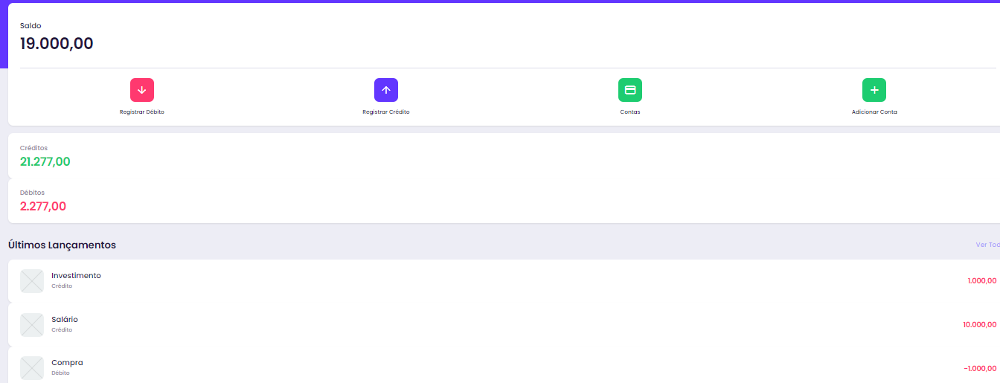 Saldo
19.000,00
Registrar Débito
Registrar Crédito
Contas
Adicionar Conta
Créditos
21.277,00
Débitos
2.277,00
Últimos Lançamentos
Ver Tod
Investimento
Crédito
1.000,00
Salário
Crédito
10.000,00
Compra
Débito
-1.000,00